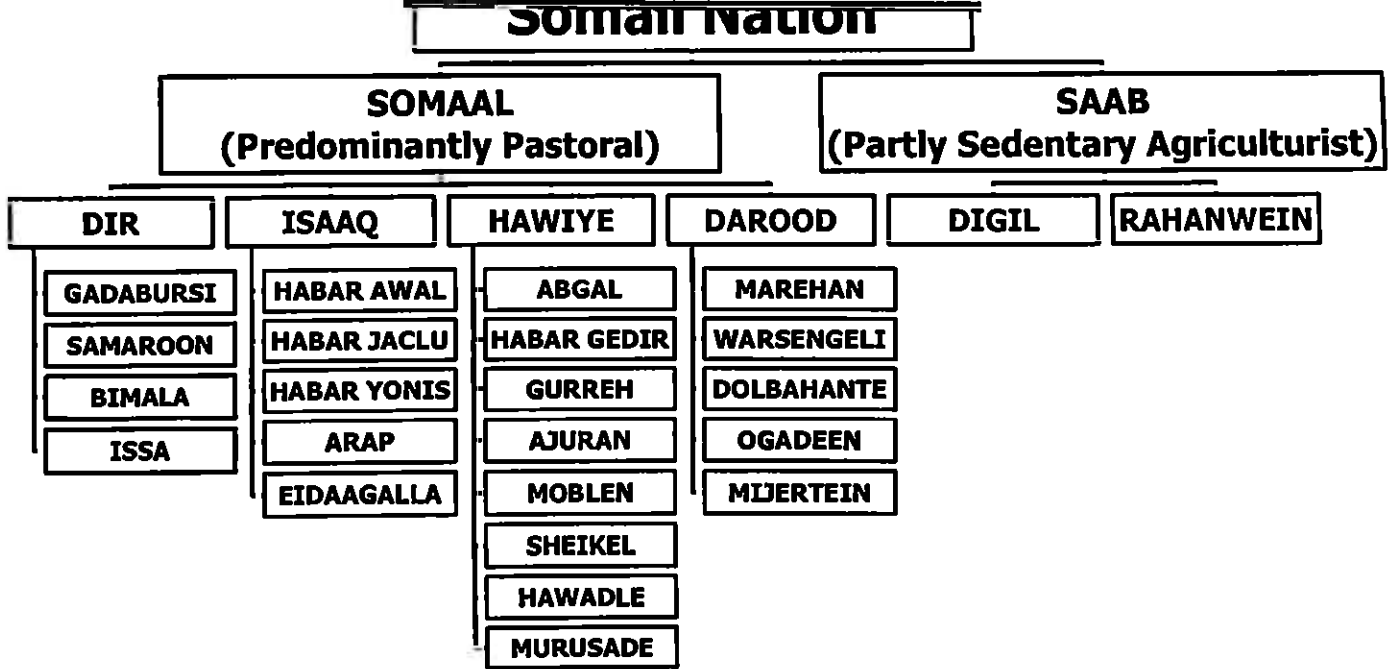 Somali Nation
SOMAAL
(Predominantly Pastoral)
SAAB
(Partly Sedentary Agriculturist)
DIR
ISAAQ
HAWIYE
DAROOD
DIGIL
RAHANWEIN
GADABURSI
SAMAROON
BIMALA
ISSA
HABAR AWAL
HABAR JACLU
HABAR YONIS
ARAP
EIDAAGALLA
ABGAL
HABAR GEDIR
GURREH
AJURAN
MOBLEN
SHEIKEL
HAWADLE
MURUSADE
MAREHAN
WARSENGELI
DOLBAHANTE
OGADEEN
MIJERTEIN